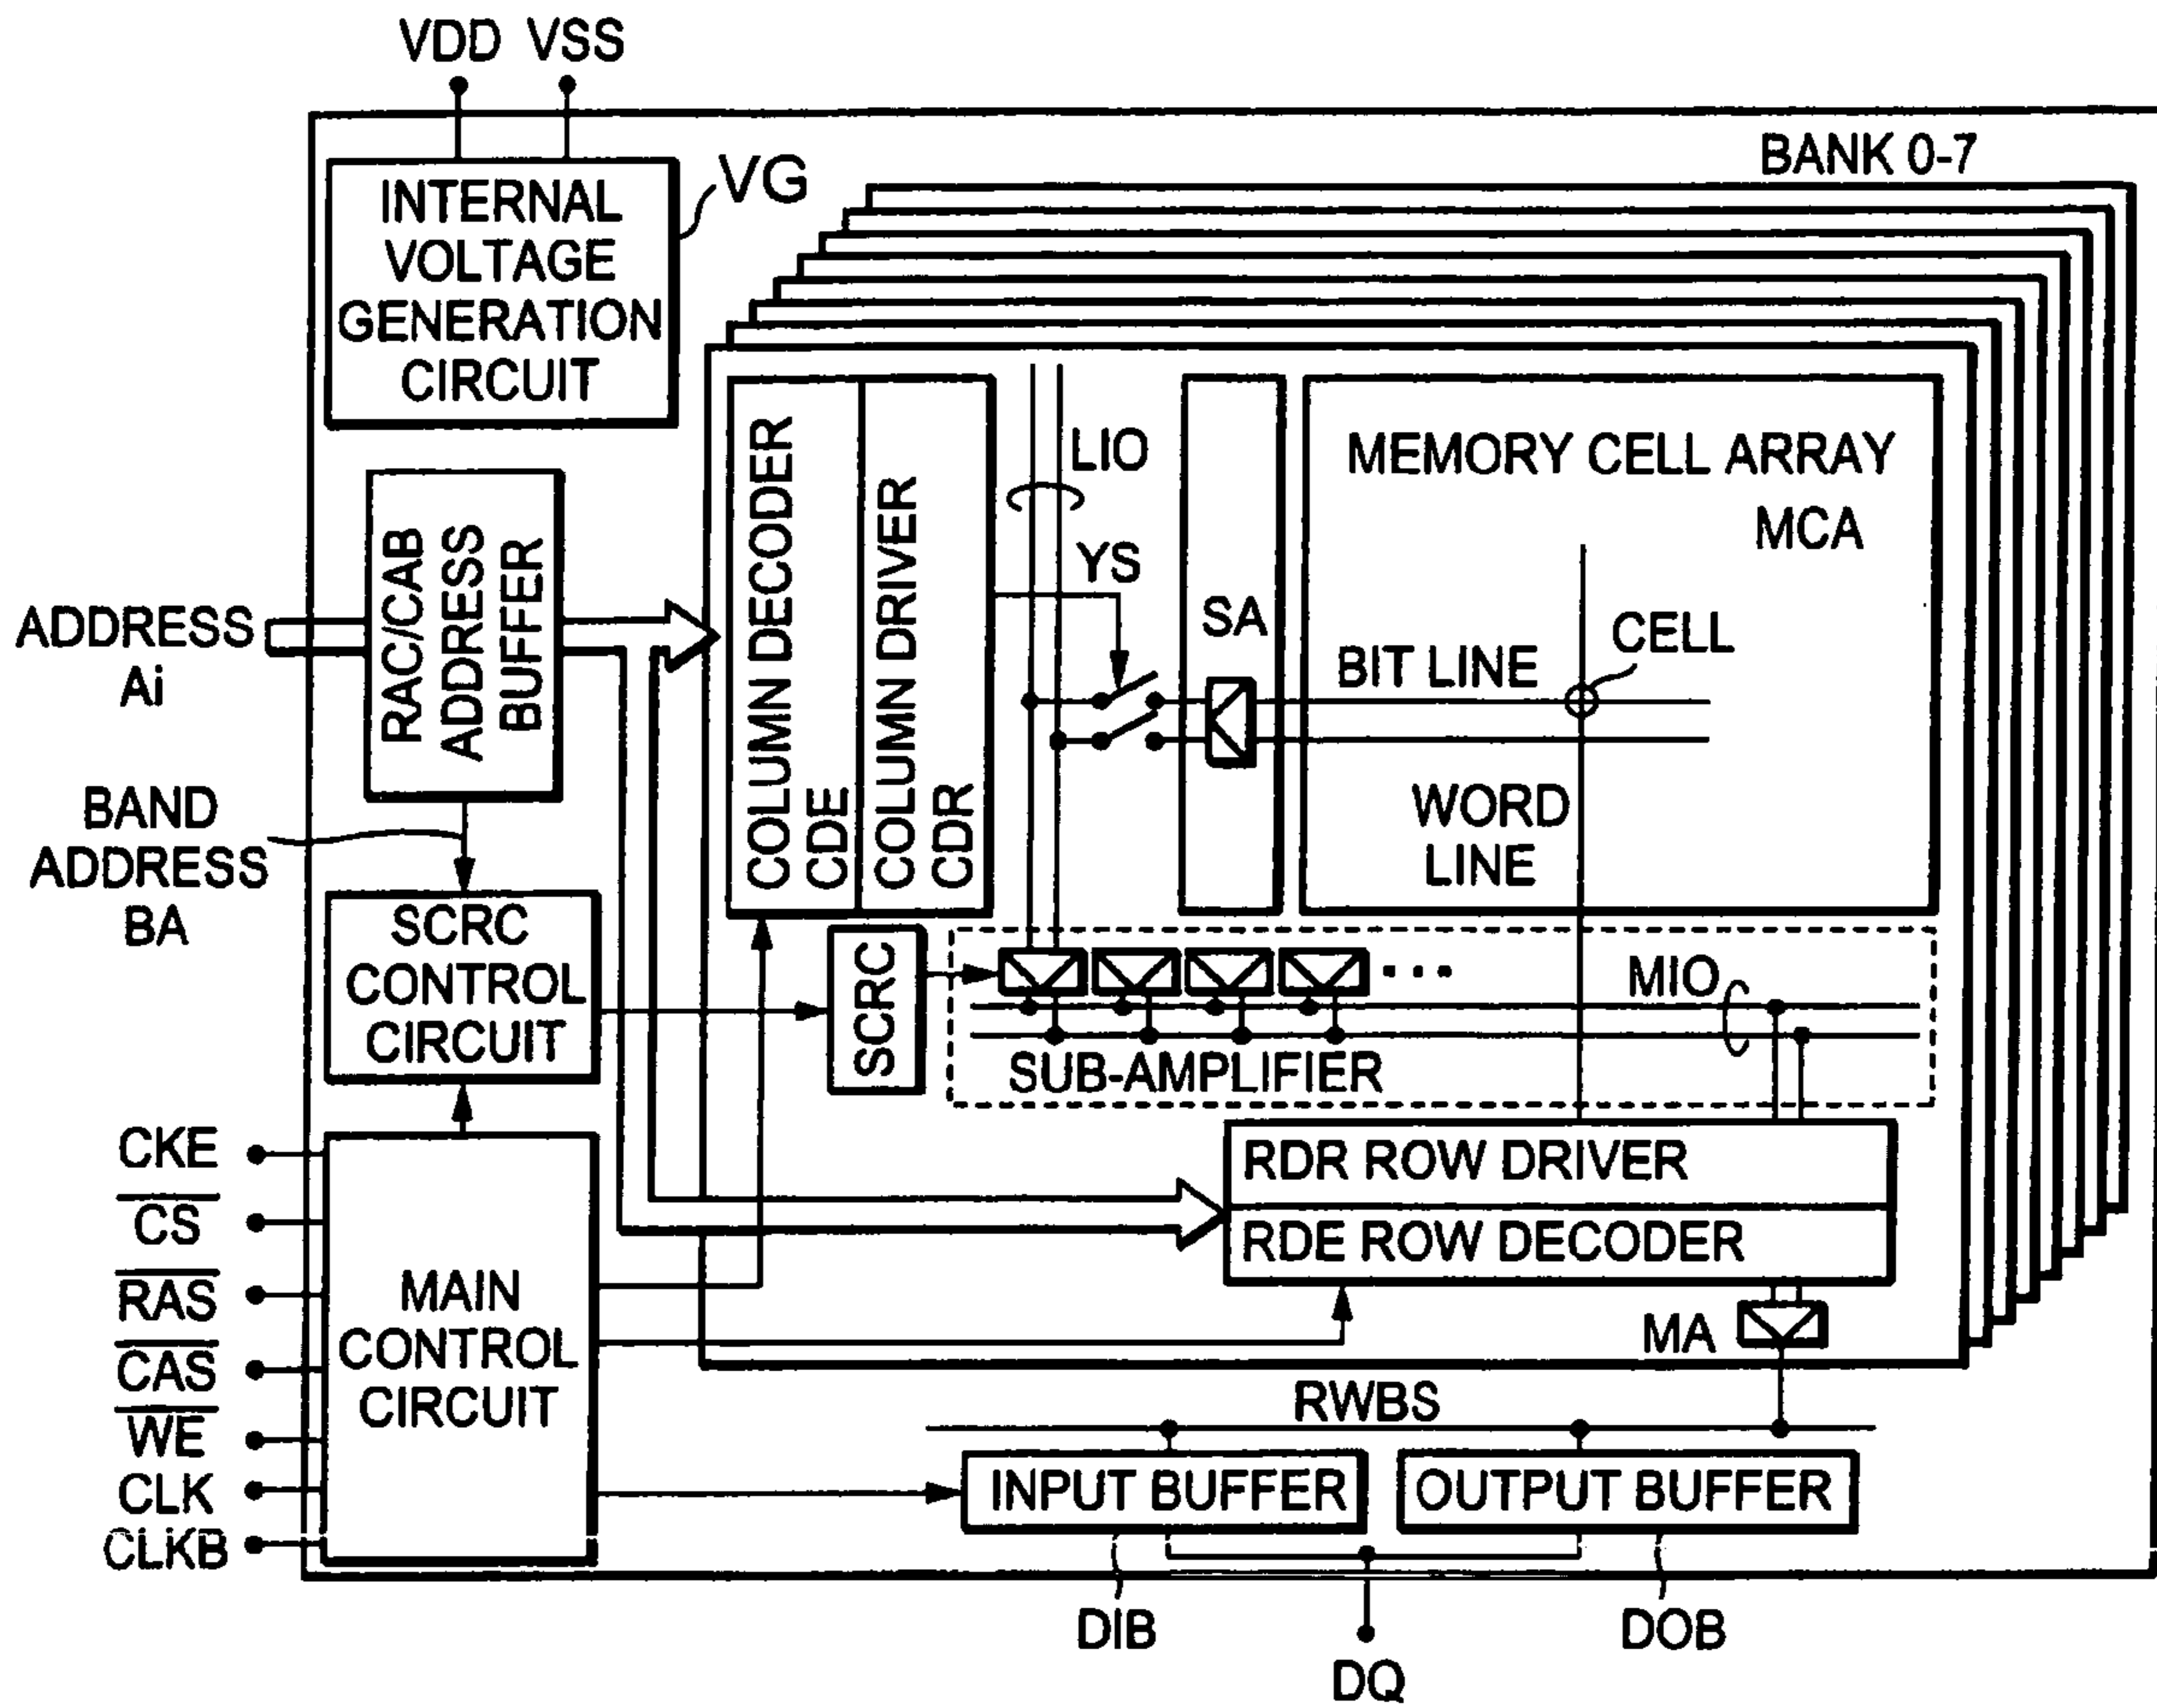 VDD VSS
BANK 0-7
INTERNAL
VOLTAGE
GENERATION
CIRCUIT
VG
RAC/CAB
ADDRESS
BUFFER
ADDRESS
Ai
BAND
ADDRESS
BA
COLUMN DECODER
CDE
COLUMN DRIVER
CDR
LIO
YS
SA
MEMORY CELL ARRAY
MCA
CELL
BIT LINE
WORD
LINE
SCRC
CONTROL
CIRCUIT
SCRC
MIO
SUB-AMPLIFIER
CKE
CS
RAS
CAS
WE
CLK
CLKB
MAIN
CONTROL
CIRCUIT
RDR ROW DRIVER
RDE ROW DECODER
MA
RWBS
INPUT BUFFER
OUTPUT BUFFER
DIB
DOB
DQ